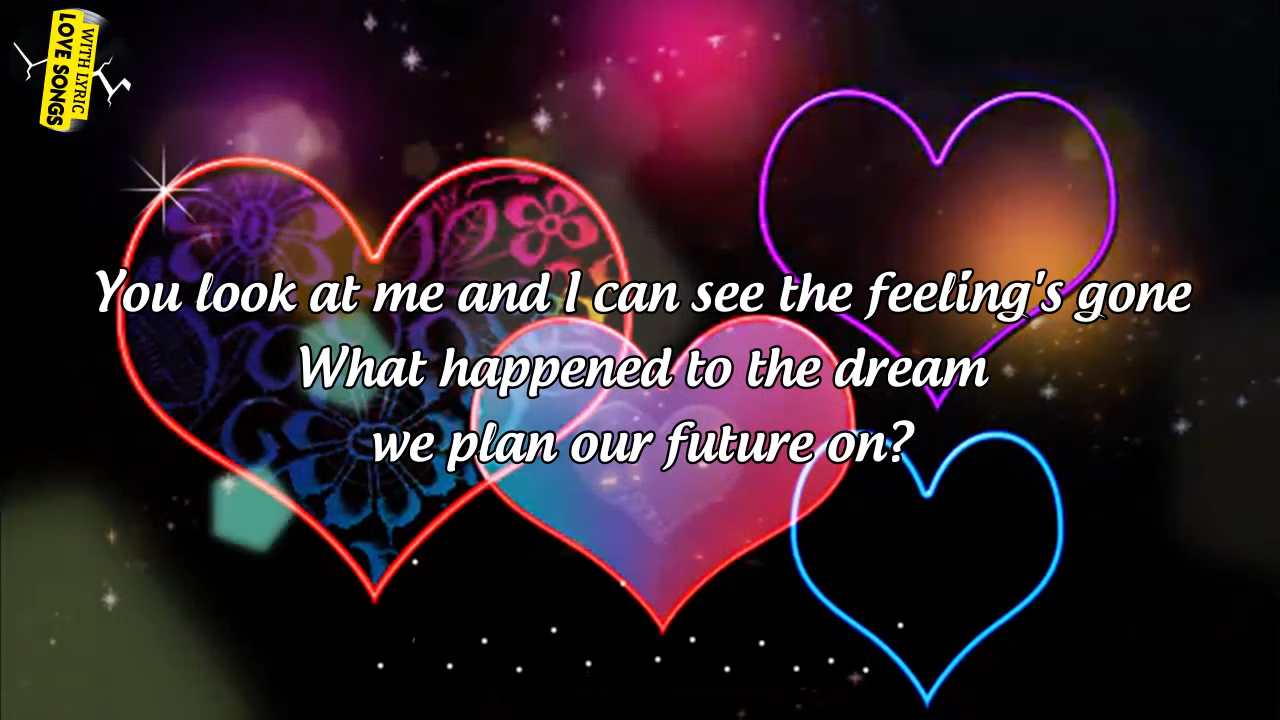 WITH LYRIC
LOVE SONGS
You look at me and I can see the feeling's gone
What happened to the dream
we plan our future on?